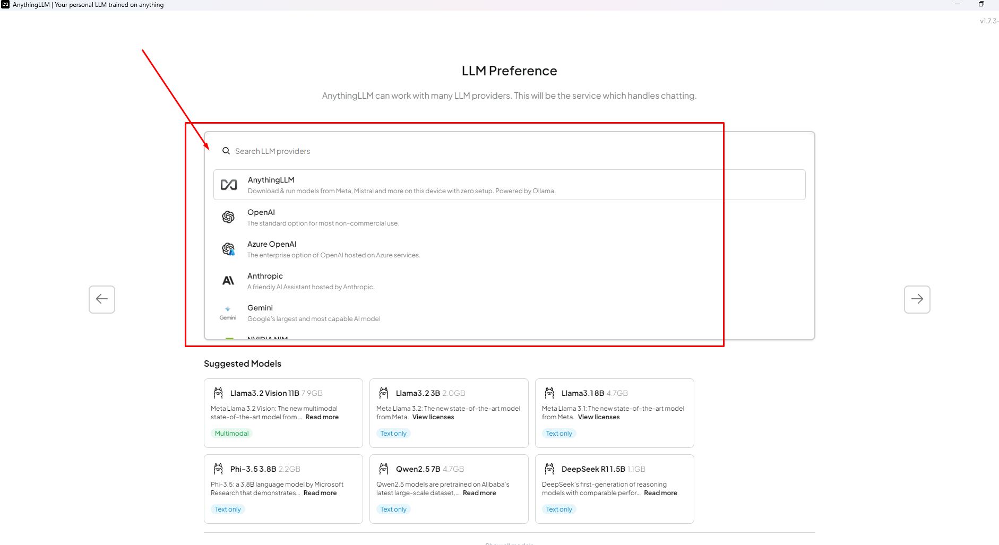 AnythingLLM | Your personal LLM trained on anything
v1.7.3-
LLM Preference
AnythingLLM can work with many LLM providers. This will be the service which handles chatting.
Search LLM providers
AnythingLLM
Download & run models from Meta, Mistral and more on this device with zero setup. Powered by Ollama.
OpenAI
The standard option for most non-commercial use.
Azure OpenAI
The enterprise option of OpenAI hosted on Azure services.
Anthropic
A friendly AI Assistant hosted by Anthropic.
Gemini
Gemini
Google's largest and most capable AI model
NVIDIA NIM
Suggested Models
Llama3.2 Vision 11B 7.9GB
Meta Llama 3.2 Vision: The new multimodal
state-of-the-art model from ... Read more
Multimodal
Llama3.2 3B 2.0GB
Meta Llama 3.2: The new state-of-the-art model
from Meta. View licenses
Text only
Llama3.1 8B 4.7GB
Meta Llama 3.1: The new state-of-the-art model
from Meta. View licenses
Text only
Phi-3.5 3.8B 2.2GB
Phi-3.5: a 3.8B language model by Microsoft
Research that demonstrates... Read more
Text only
Qwen2.5 7B 4.7GB
Qwen2.5 models are pretrained on Alibaba's
latest large-scale dataset,... Read more
Text only
DeepSeek R1 1.5B 1.1GB
DeepSeek's first-generation of reasoning
models with comparable perfor... Read more
Text only
Show all models